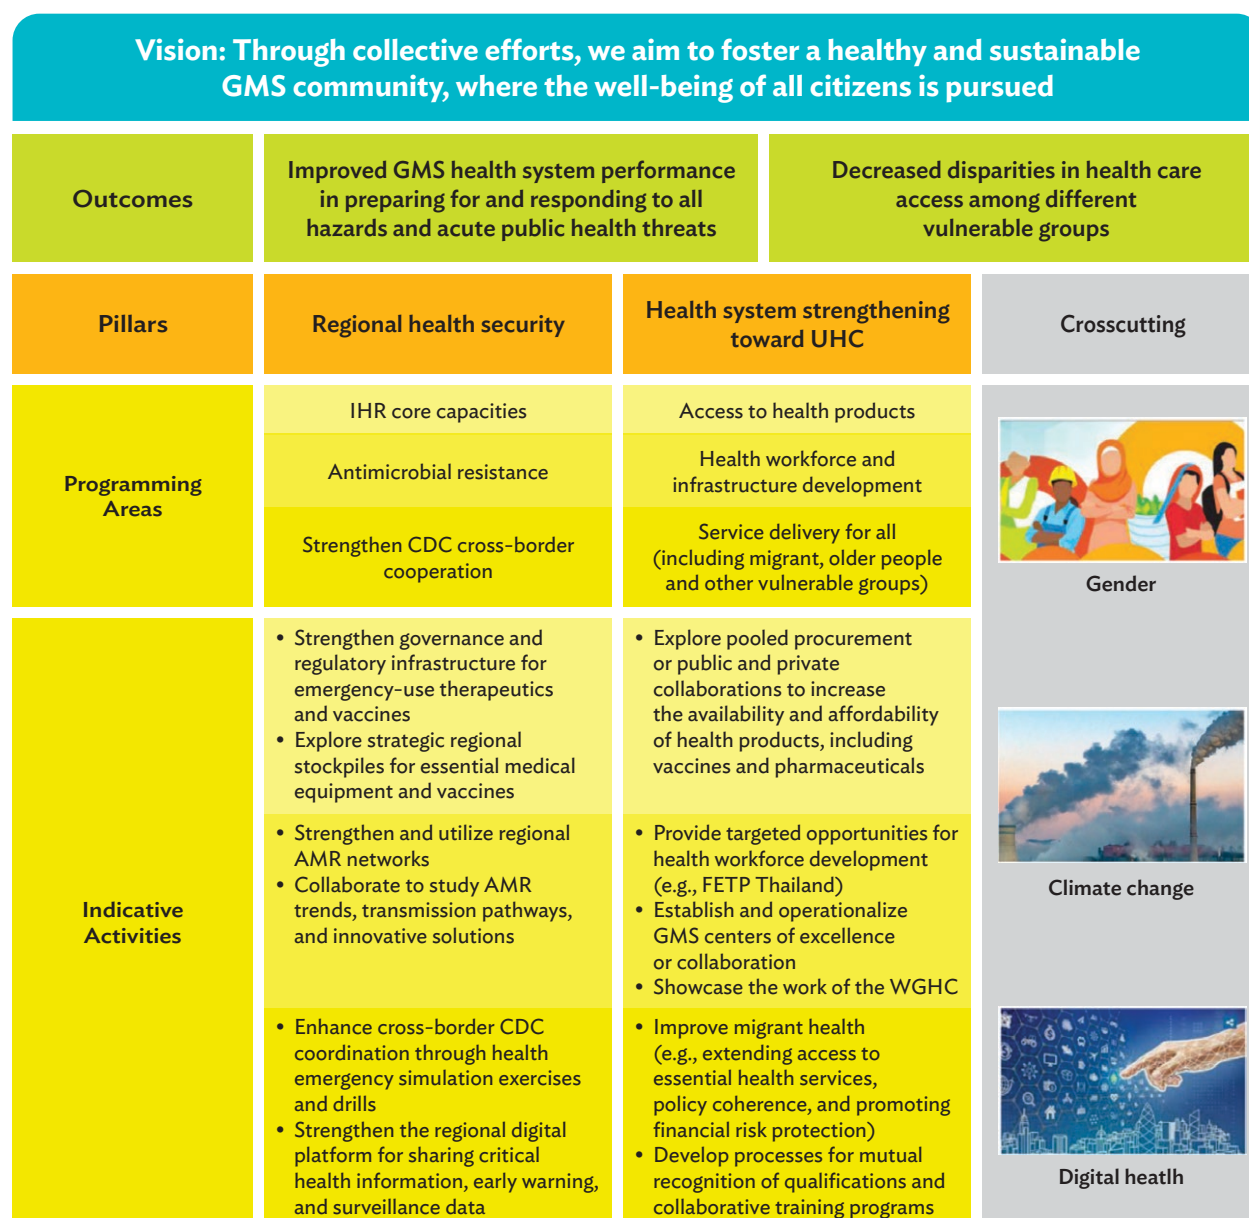 Vision: Through collective efforts, we aim to foster a healthy and sustainable
GMS community, where the well-being of all citizens is pursued
Outcomes
Improved GMS health system performance
in preparing for and responding to all
hazards and acute public health threats
Decreased disparities in health care
access among different
vulnerable groups
Pillars
Regional health security
Health system strengthening
toward UHC
Crosscutting
Programming
Areas
IHR core capacities
Access to health products
Antimicrobial resistance
Health workforce and
infrastructure development
Strengthen CDC cross-border
cooperation
Service delivery for all
(including migrant, older people
and other vulnerable groups)
Gender
Indicative
Activities
• Strengthen governance and
regulatory infrastructure for
emergency-use therapeutics
and vaccines
• Explore strategic regional
stockpiles for essential medical
equipment and vaccines
• Explore pooled procurement
or public and private
collaborations to increase
the availability and affordability
of health products, including
vaccines and pharmaceuticals
• Strengthen and utilize regional
AMR networks
• Collaborate to study AMR
trends, transmission pathways,
and innovative solutions
• Provide targeted opportunities for
health workforce development
(e.g., FETP Thailand)
• Establish and operationalize
GMS centers of excellence
or collaboration
• Showcase the work of the WGHC
Climate change
• Enhance cross-border CDC
coordination through health
emergency simulation exercises
and drills
• Strengthen the regional digital
platform for sharing critical
health information, early warning,
and surveillance data
• Improve migrant health
(e.g., extending access to
essential health services,
policy coherence, and promoting
financial risk protection)
• Develop processes for mutual
recognition of qualifications and
collaborative training programs
Digital heatlh